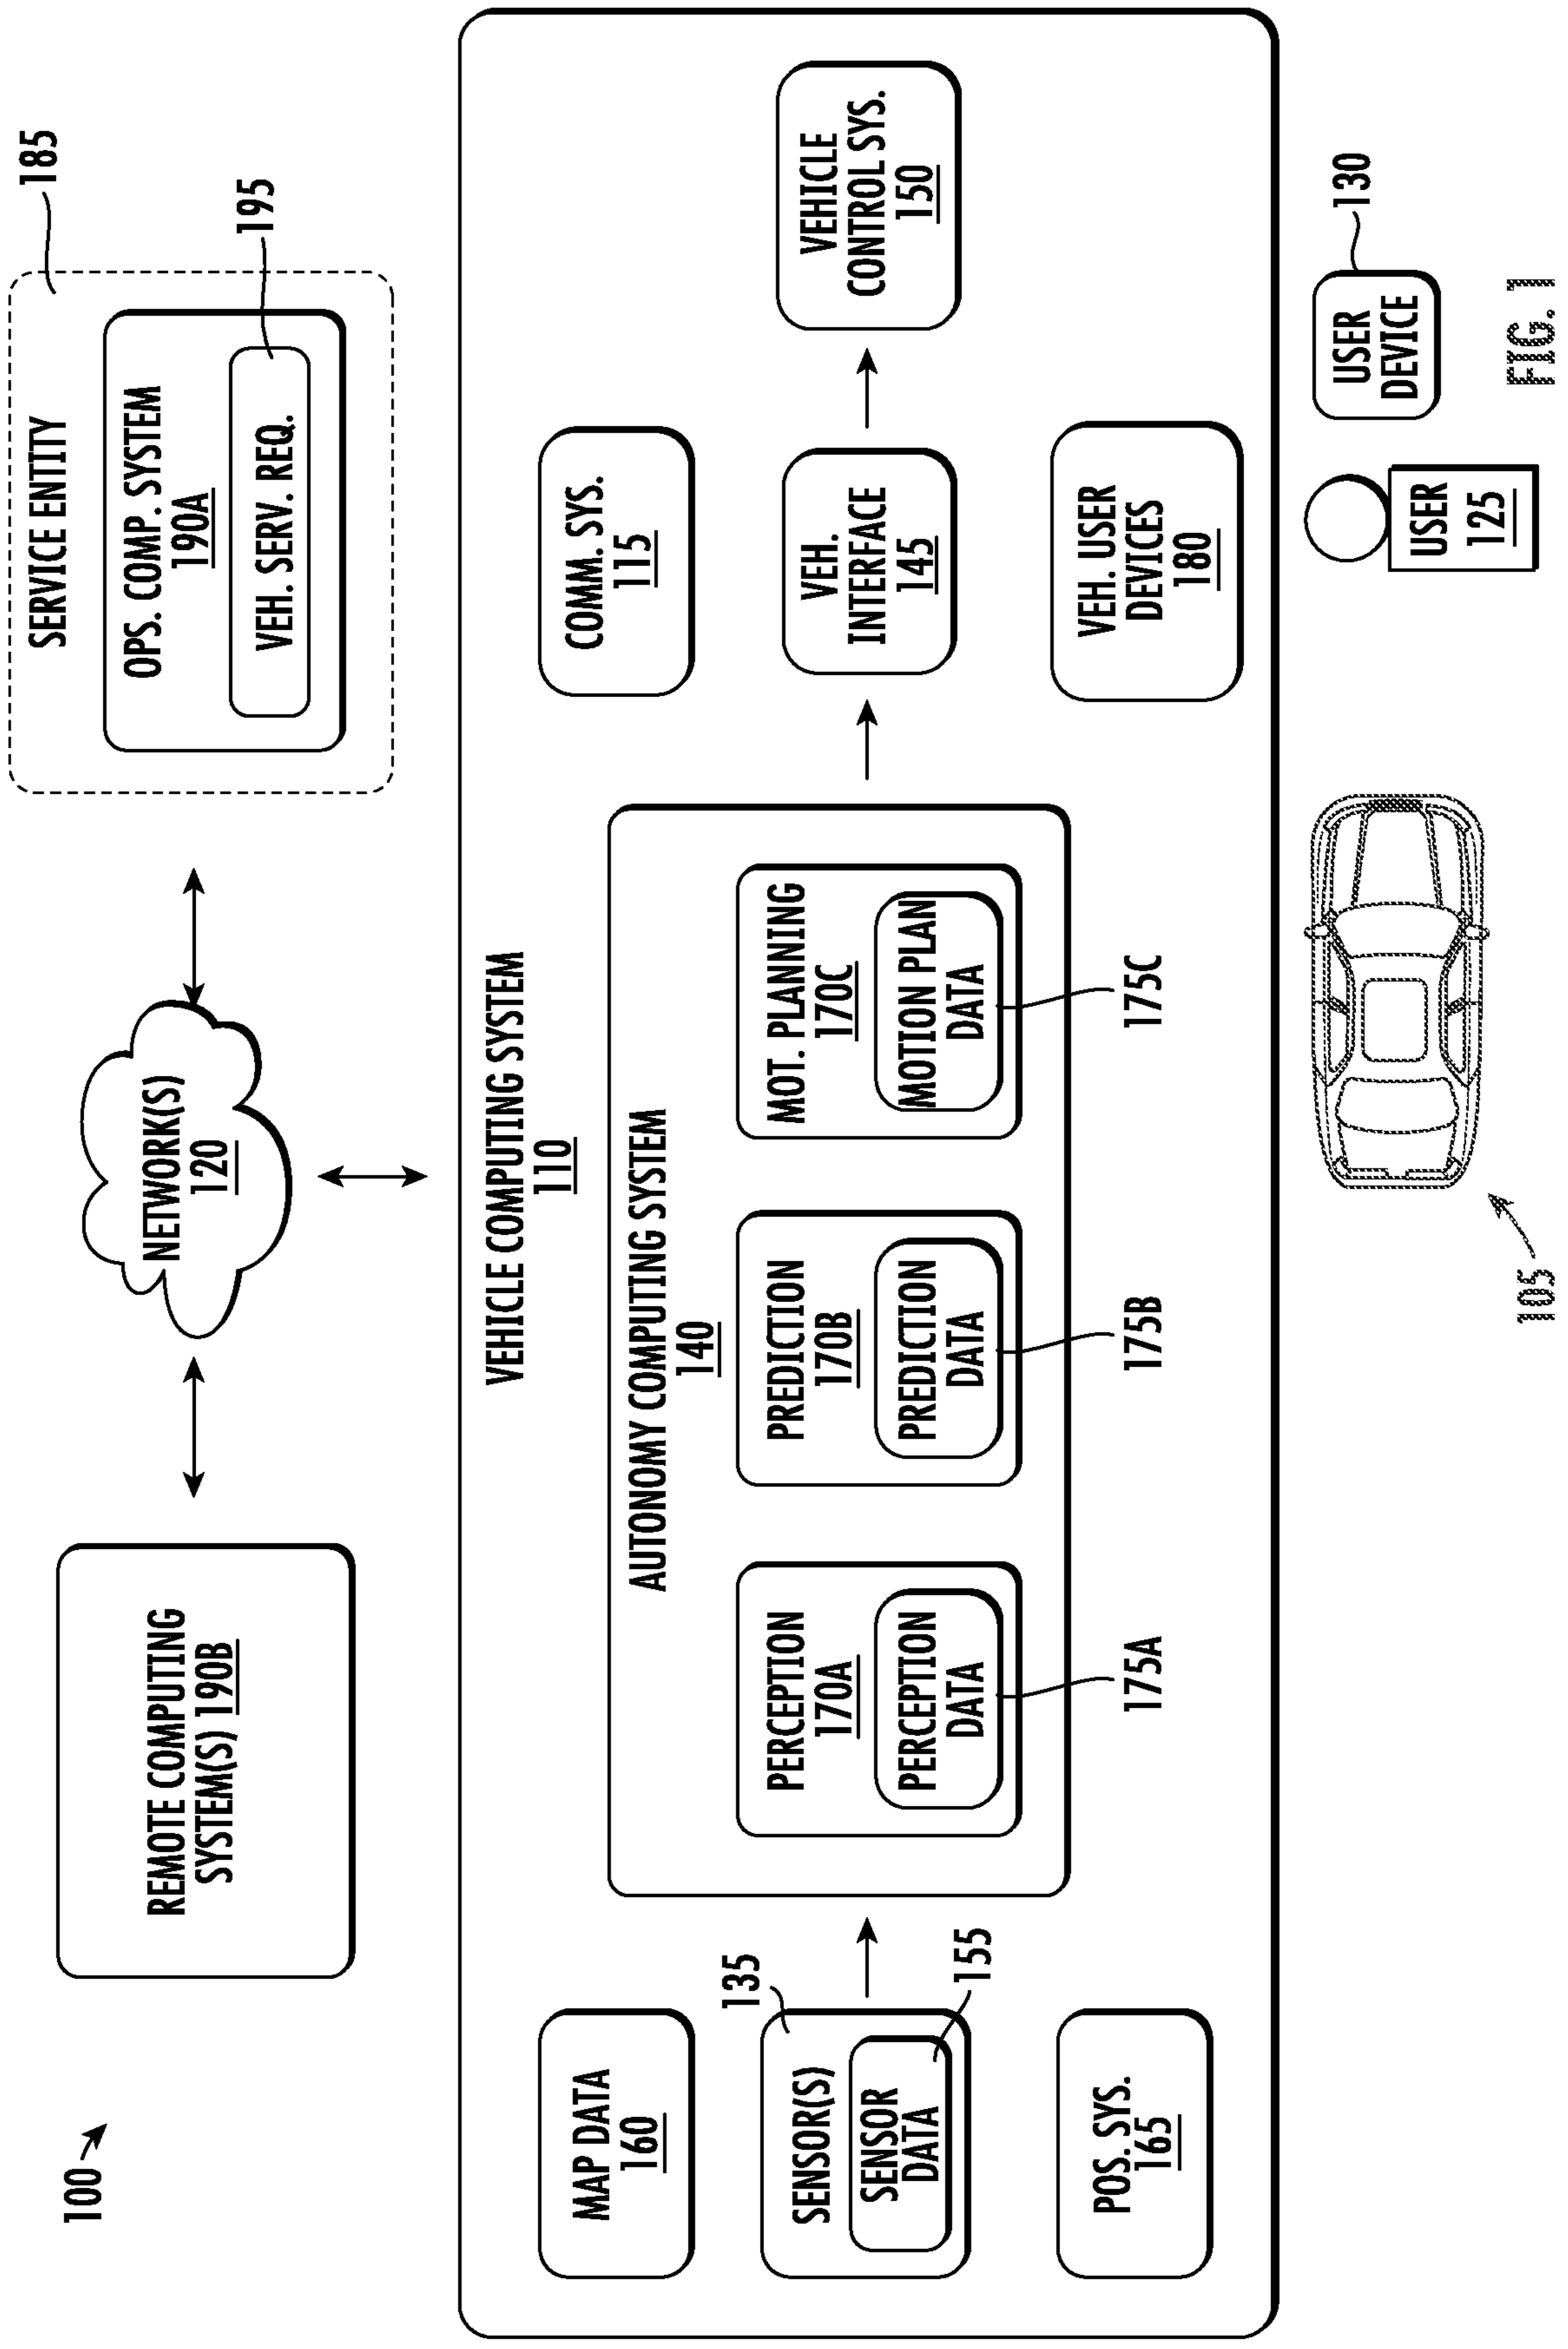 100
REMOTE COMPUTING
SYSTEM(S) 190B
NETWORK(S)
120
SERVICE ENTITY
185
OPS. COMP. SYSTEM
190A
VEH. SERV. REQ.
195
VEHICLE COMPUTING SYSTEM
110
MAP DATA
160
SENSOR(S)
135
SENSOR
DATA
155
POS. SYS.
165
AUTONOMY COMPUTING SYSTEM
140
PERCEPTION
170A
PERCEPTION
DATA
175A
PREDICTION
170B
PREDICTION
DATA
175B
MOT. PLANNING
170C
MOTION PLAN
DATA
175C
COMM. SYS.
115
VEH.
INTERFACE
145
VEH. USER
DEVICES
180
VEHICLE
CONTROL SYS.
150
105
USER
125
USER
DEVICE
130
FIG. 1